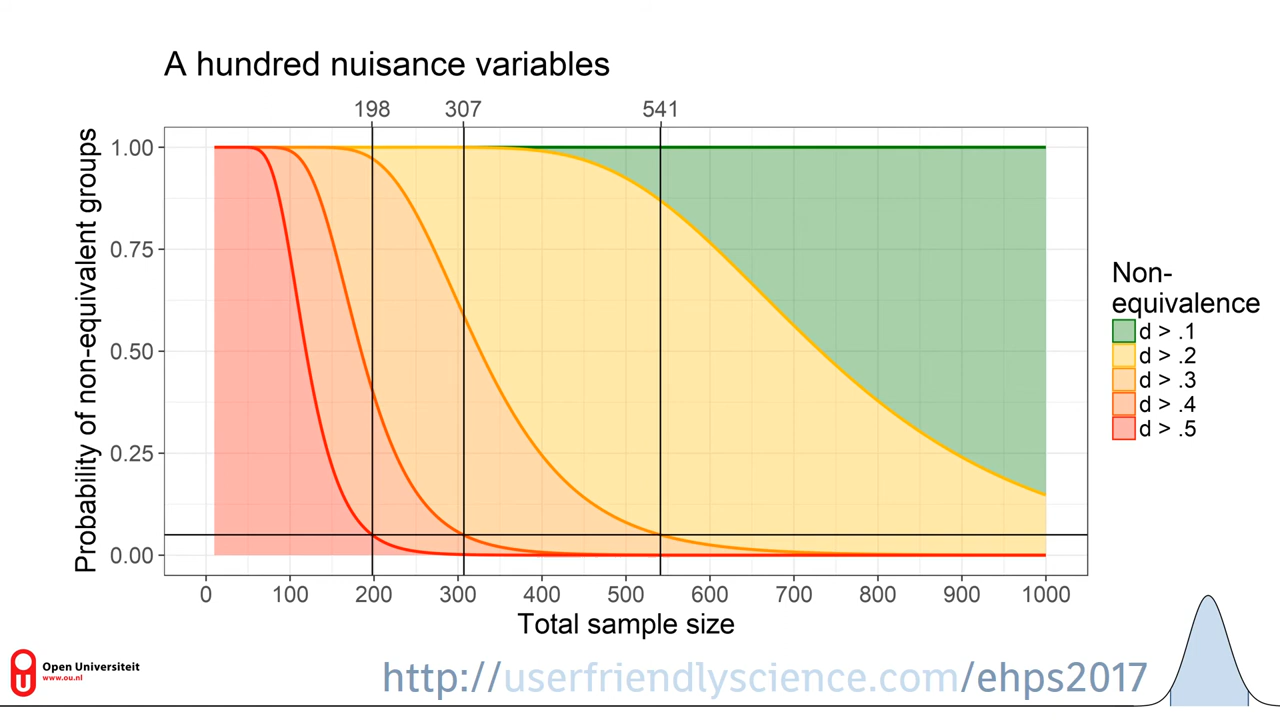 A hundred nuisance variables
198 307 541
Probability of non-equivalent groups
1.00
0.75
0.50
0.25
0.00
0 100 200 300 400 500 600 700 800 900 1000
Total sample size
Non-
equivalence
d > .1
d > .2
d > .3
d > .4
d > .5
Open Universiteit
www.ou.nl
http://userfriendlyscience.com/ehps2017